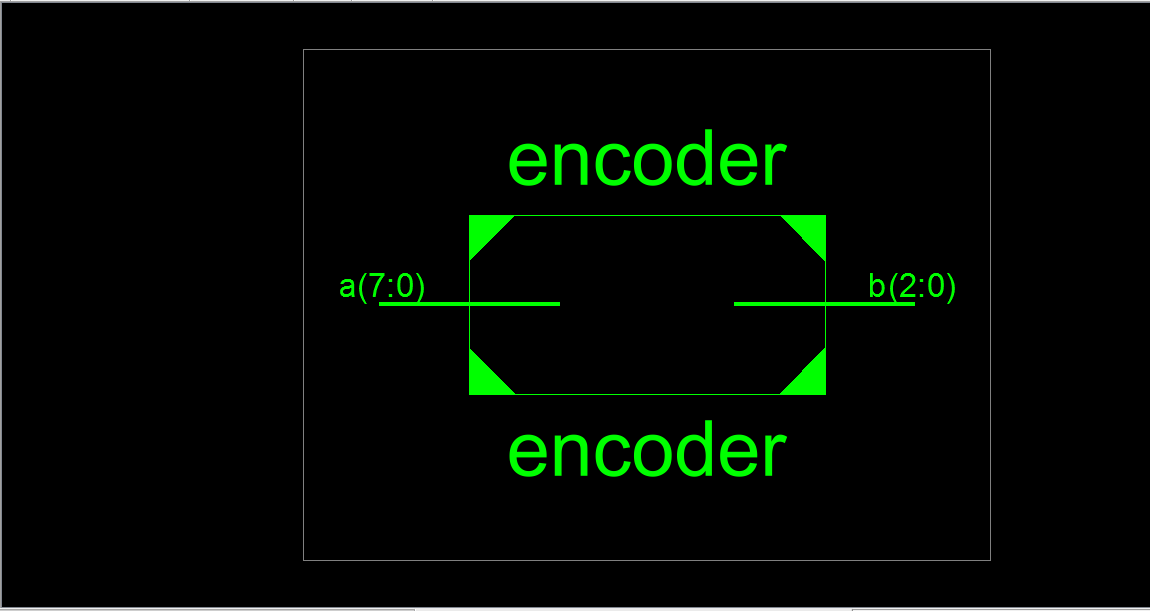 encoder
a(7:0)
b(2:0)
encoder